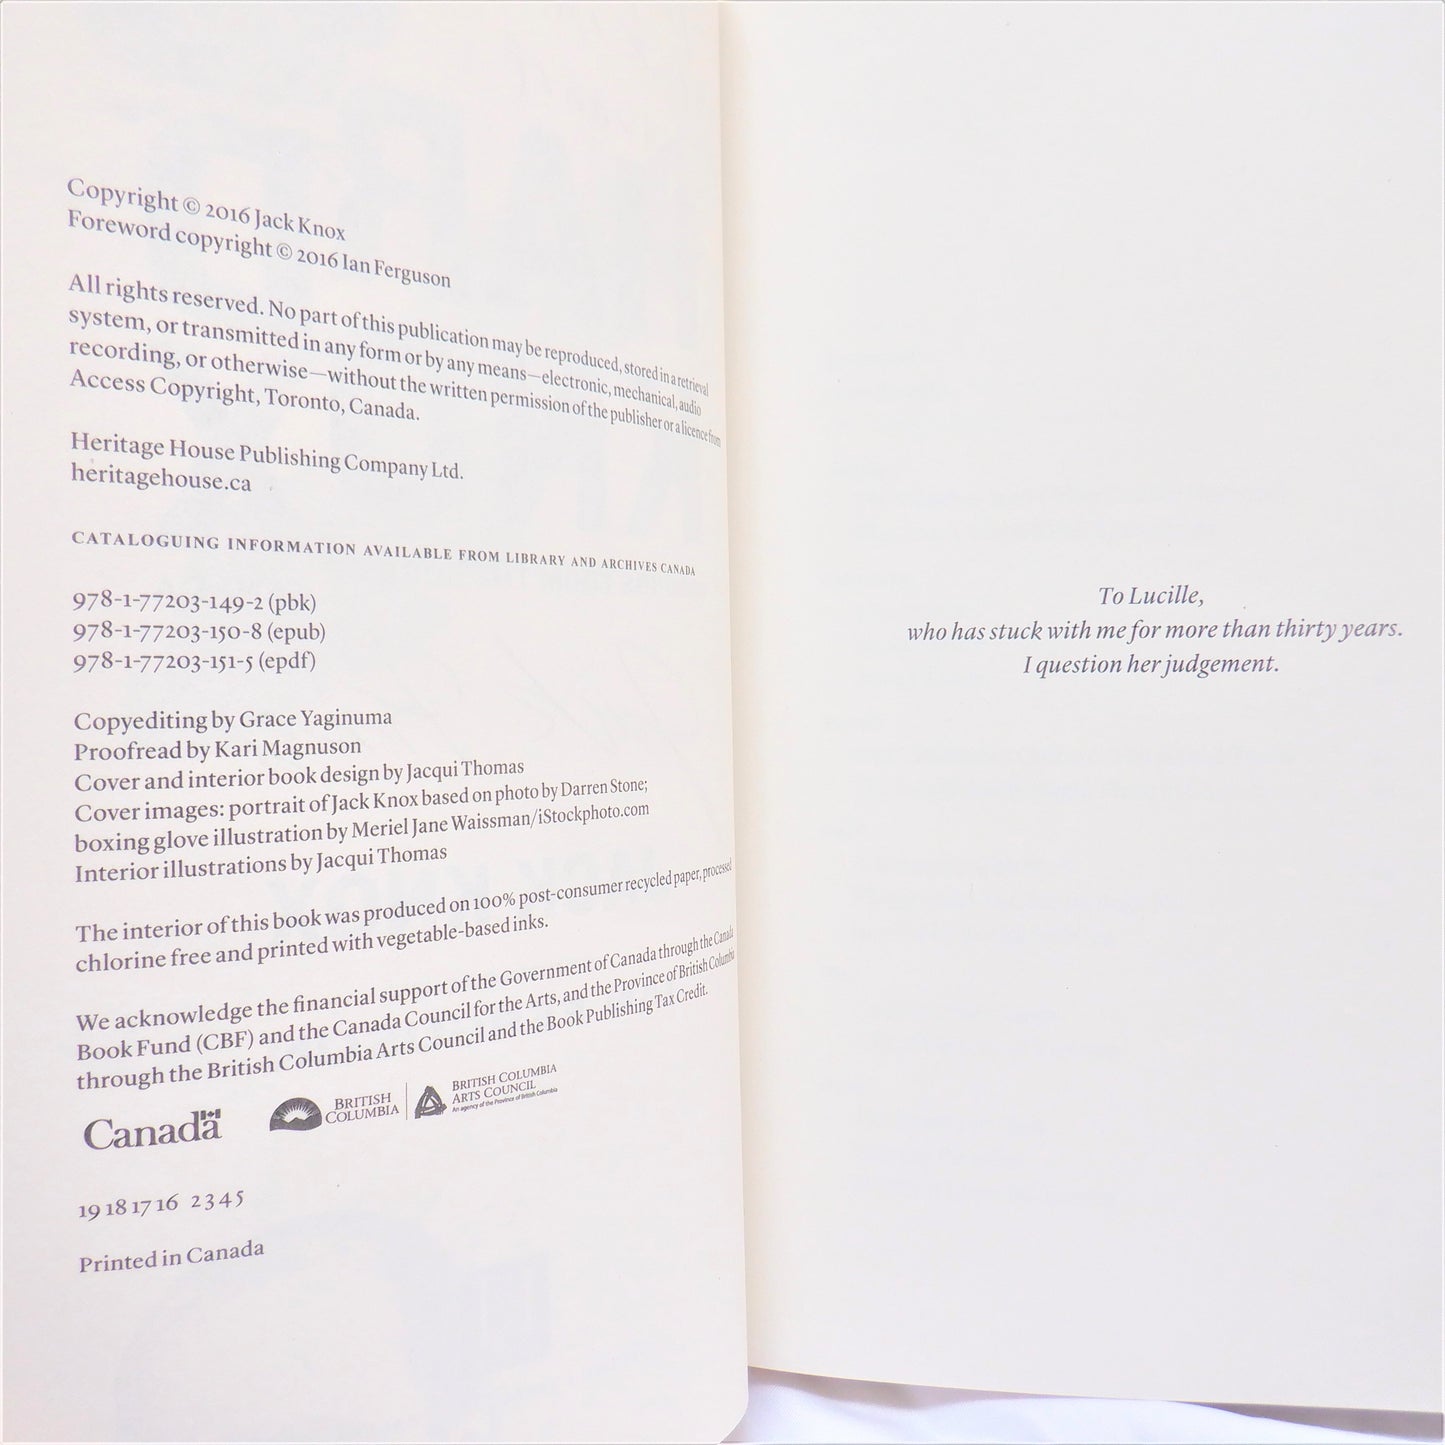 Copyright © 2016 Jack Knox
Foreword copyright © 2016 Ian Ferguson
All rights reserved. No part of this publication may be reproduced, stored in a retrieval
system, or transmitted in any form or by any means—electronic, mechanical, audio
recording, or otherwise—without the written permission of the publisher or a licence from
Access Copyright, Toronto, Canada.
Heritage House Publishing Company Ltd.
heritagehouse.ca
CATALOGUING INFORMATION AVAILABLE FROM LIBRARY AND ARCHIVES CANADA
978-1-77203-149-2 (pbk)
978-1-77203-150-8 (epub)
978-1-77203-151-5 (epdf)
Copyediting by Grace Yaginuma
Proofread by Kari Magnuson
Cover and interior book design by Jacqui Thomas
Cover images: portrait of Jack Knox based on photo by Darren Stone;
boxing glove illustration by Meriel Jane Waissman/iStockphoto.com
Interior illustrations by Jacqui Thomas
The interior of this book was produced on 100% post-consumer recycled paper, processed
chlorine free and printed with vegetable-based inks.
We acknowledge the financial support of the Government of Canada through the Canada
Book Fund (CBF) and the Canada Council for the Arts, and the Province of British Columbia
through the British Columbia Arts Council and the Book Publishing Tax Credit.
Canada
BRITISH
COLUMBIA
BRITISH COLUMBIA
ARTS COUNCIL
An agency of the Province of British Columbia
19 18 17 16 2 3 4 5
Printed in Canada
To Lucille,
who has stuck with me for more than thirty years.
I question her judgement.